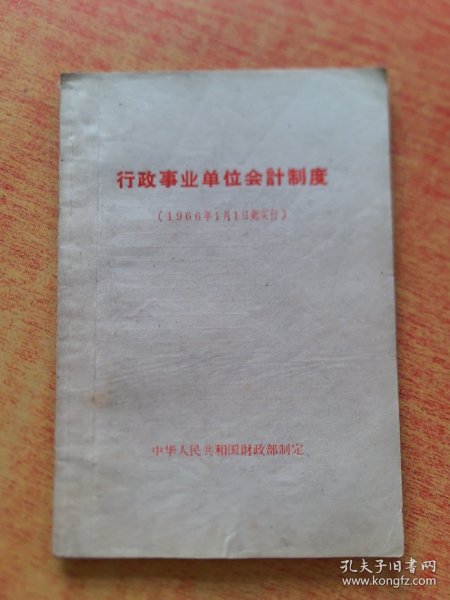 行政事业单位会計制度
(1966年1月1日起实行)
中华人民共和国財政部制定
孔夫子旧书网
www.kongfz.com